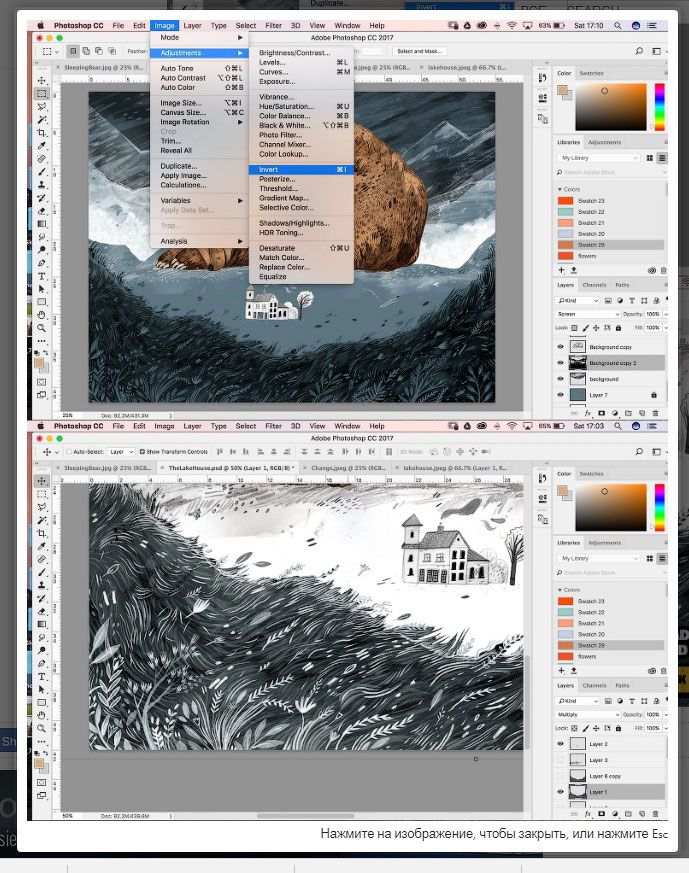 Photoshop CC File Edit Image Layer Type Select Filter 3D View Window Help 63% Sat 17:10
Adobe Photoshop CC 2017
Feather: Select and Mask...
SleepingBear.jpg @ 25% (R
.jpeg @ 25% (RGB... lakehouse.jpg @ 66.7% (l
Mode
Adjustments
Auto Tone ⇧⌘L
Auto Contrast ⌥⇧⌘L
Auto Color ⇧⌘B
Image Size... ⌥⌘I
Canvas Size... ⌥⌘C
Image Rotation
Crop
Trim...
Reveal All
Duplicate...
Apply Image...
Calculations...
Variables
Apply Data Set...
Trap...
Analysis
Brightness/Contrast...
Levels... ⌘L
Curves... ⌘M
Exposure...
Vibrance...
Hue/Saturation... ⌘U
Color Balance... ⌘B
Black & White... ⌥⇧⌘B
Photo Filter...
Channel Mixer...
Color Lookup...
Invert ⌘I
Posterize...
Threshold...
Gradient Map...
Selective Color...
Shadows/Highlights...
HDR Toning...
Desaturate ⇧⌘U
Match Color...
Replace Color...
Equalize
Color Swatches
Libraries Adjustments
My Library
Search Adobe Stock
Colors
Swatch 23
Swatch 22
Swatch 21
Swatch 20
Swatch 29
flowers
Layers Channels Paths
Kind
Screen Opacity: 100%
Lock: Fill: 100%
Background copy
Background copy 2
background
Layer 7
25% Doc: 92.2M/431.3M
Photoshop CC File Edit Image Layer Type Select Filter 3D View Window Help 65% Sat 17:03
Adobe Photoshop CC 2017
Auto-Select: Layer Show Transform Controls 3D Mode:
SleepingBear.jpg @ 25% (RGB... TheLakeHouse.psd @ 50% (Layer 1, RGB/8) * Change.jpg @ 25% (RGB... lakehouse.jpg @ 66.7% (Layer 1, R...
Color Swatches
Libraries Adjustments
My Library
Search Adobe Stock
Colors
Swatch 23
Swatch 22
Swatch 21
Swatch 20
Swatch 29
flowers
Layers Channels Paths
Kind
Multiply Opacity: 100%
Lock: Fill: 100%
Layer 2
Layer 3
Layer 6 copy
Layer 1
50% Doc: 92.2M/439.6M
Нажмите на изображение, чтобы закрыть, или нажмите Esc